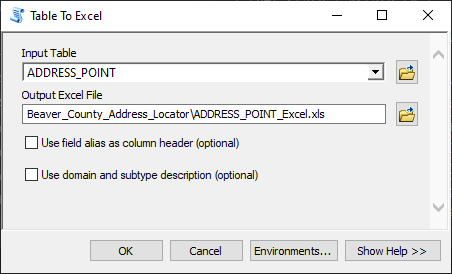 Table To Excel
Input Table
ADDRESS_POINT
Output Excel File
Beaver_County_Address_Locator\ADDRESS_POINT_Excel.xls
Use field alias as column header (optional)
Use domain and subtype description (optional)
OK Cancel Environments... Show Help >>